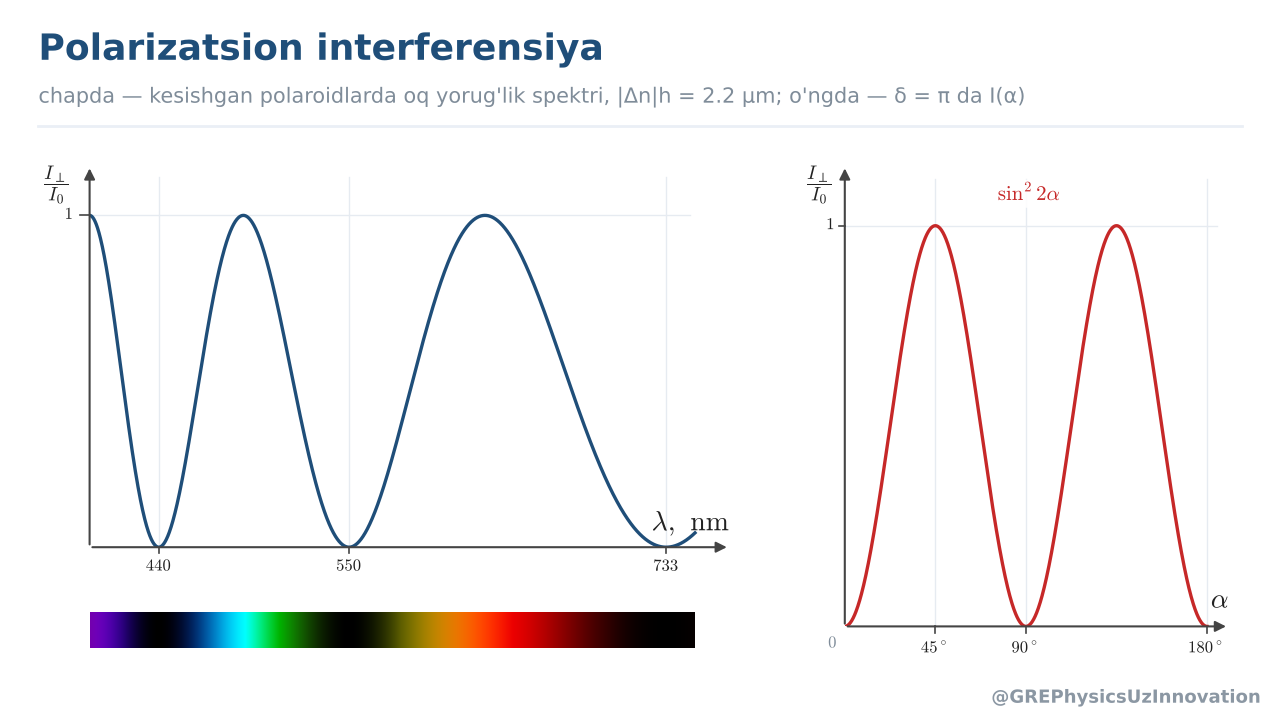 Polarizatsion interferensiya
chapda — kesishgan polaroidlarda oq yorug'lik spektri, |Δn|h = 2.2 μm; o'ngda — δ = π da I(α)
I⊥/I₀
1
λ, nm
440 550 733
I⊥/I₀
1
sin² 2α
α
0 45° 90° 180°
@GREPhysicsUzInnovation